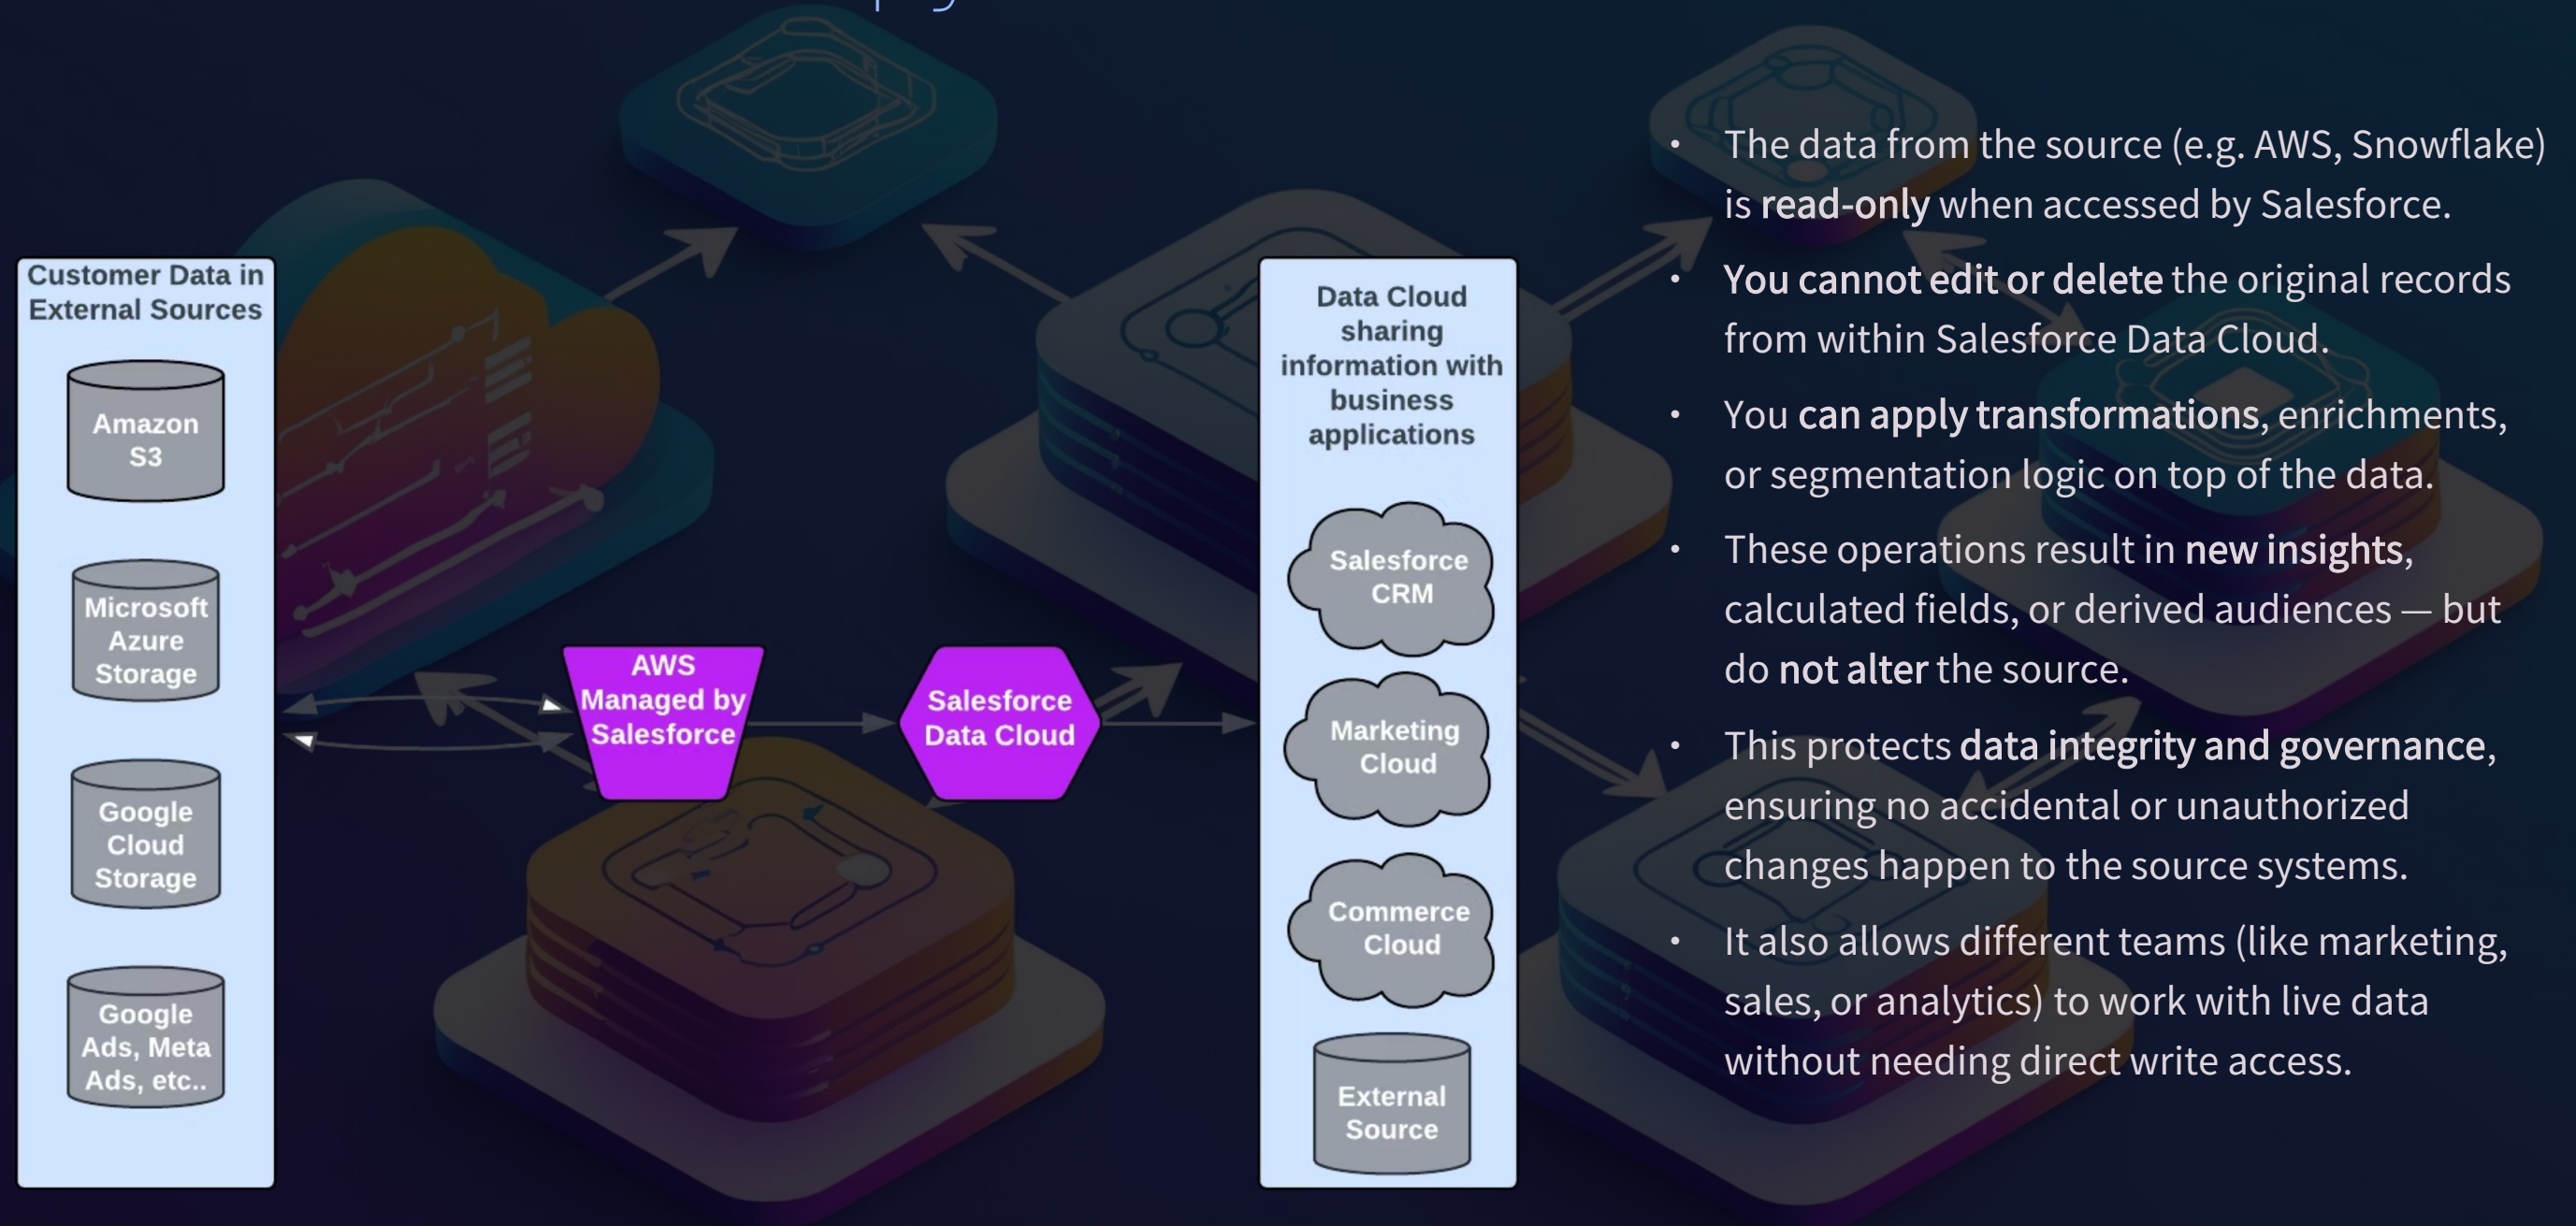 Customer Data in
External Sources
Amazon
S3
Microsoft
Azure
Storage
Google
Cloud
Storage
Google
Ads, Meta
Ads, etc..
AWS
Managed by
Salesforce
Salesforce
Data Cloud
Data Cloud
sharing
information with
business
applications
Salesforce
CRM
Marketing
Cloud
Commerce
Cloud
External
Source
• The data from the source (e.g. AWS, Snowflake)
is read-only when accessed by Salesforce.
• You cannot edit or delete the original records
from within Salesforce Data Cloud.
• You can apply transformations, enrichments,
or segmentation logic on top of the data.
• These operations result in new insights,
calculated fields, or derived audiences — but
do not alter the source.
• This protects data integrity and governance,
ensuring no accidental or unauthorized
changes happen to the source systems.
• It also allows different teams (like marketing,
sales, or analytics) to work with live data
without needing direct write access.